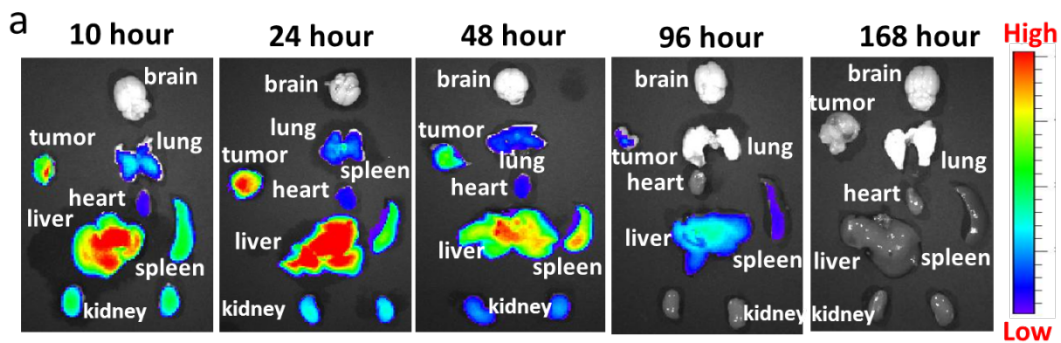 a
10 hour
24 hour
48 hour
96 hour
168 hour
High
brain
tumor
lung
heart
liver
spleen
kidney
brain
lung
tumor
spleen
heart
liver
kidney
brain
tumor
lung
heart
liver
spleen
kidney
brain
tumor
lung
heart
liver
spleen
kidney
brain
tumor
lung
heart
liver
spleen
kidney
Low